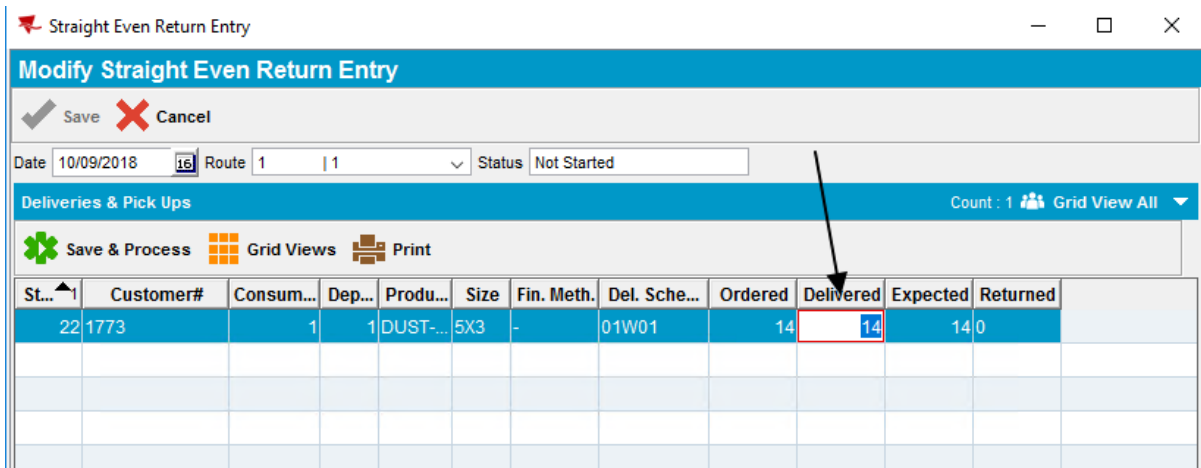 Straight Even Return Entry
Modify Straight Even Return Entry
Save Cancel
Date 10/09/2018 16 Route 1 | 1 Status Not Started
Deliveries & Pick Ups Count : 1 Grid View All
Save & Process Grid Views Print
St... 1 Customer# Consum... Dep... Produ... Size Fin. Meth. Del. Sche... Ordered Delivered Expected Returned
22 1773 1 1 DUST-... 5X3 - 01W01 14 14 14 0